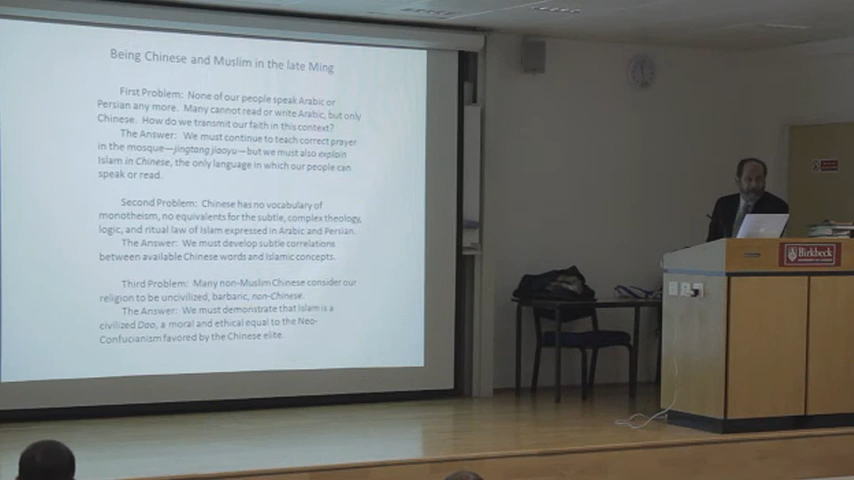 Being Chinese and Muslim in the late Ming
First Problem: None of our people speak Arabic or
Persian any more. Many cannot read or write Arabic, but only
Chinese. How do we transmit our faith in this context?
The Answer: We must continue to teach correct prayer
in the mosque—jingtang jiaoyu—but we must also explain
Islam in Chinese, the only language in which our people can
speak or read.
Second Problem: Chinese has no vocabulary of
monotheism, no equivalents for the subtle, complex theology,
logic, and ritual law of Islam expressed in Arabic and Persian.
The Answer: We must develop subtle correlations
between available Chinese words and Islamic concepts.
Third Problem: Many non-Muslim Chinese consider our
religion to be uncivilized, barbaric, non-Chinese.
The Answer: We must demonstrate that Islam is a
civilized Dao, a moral and ethical equal to the Neo-
Confucianism favored by the Chinese elite.
Birkbeck